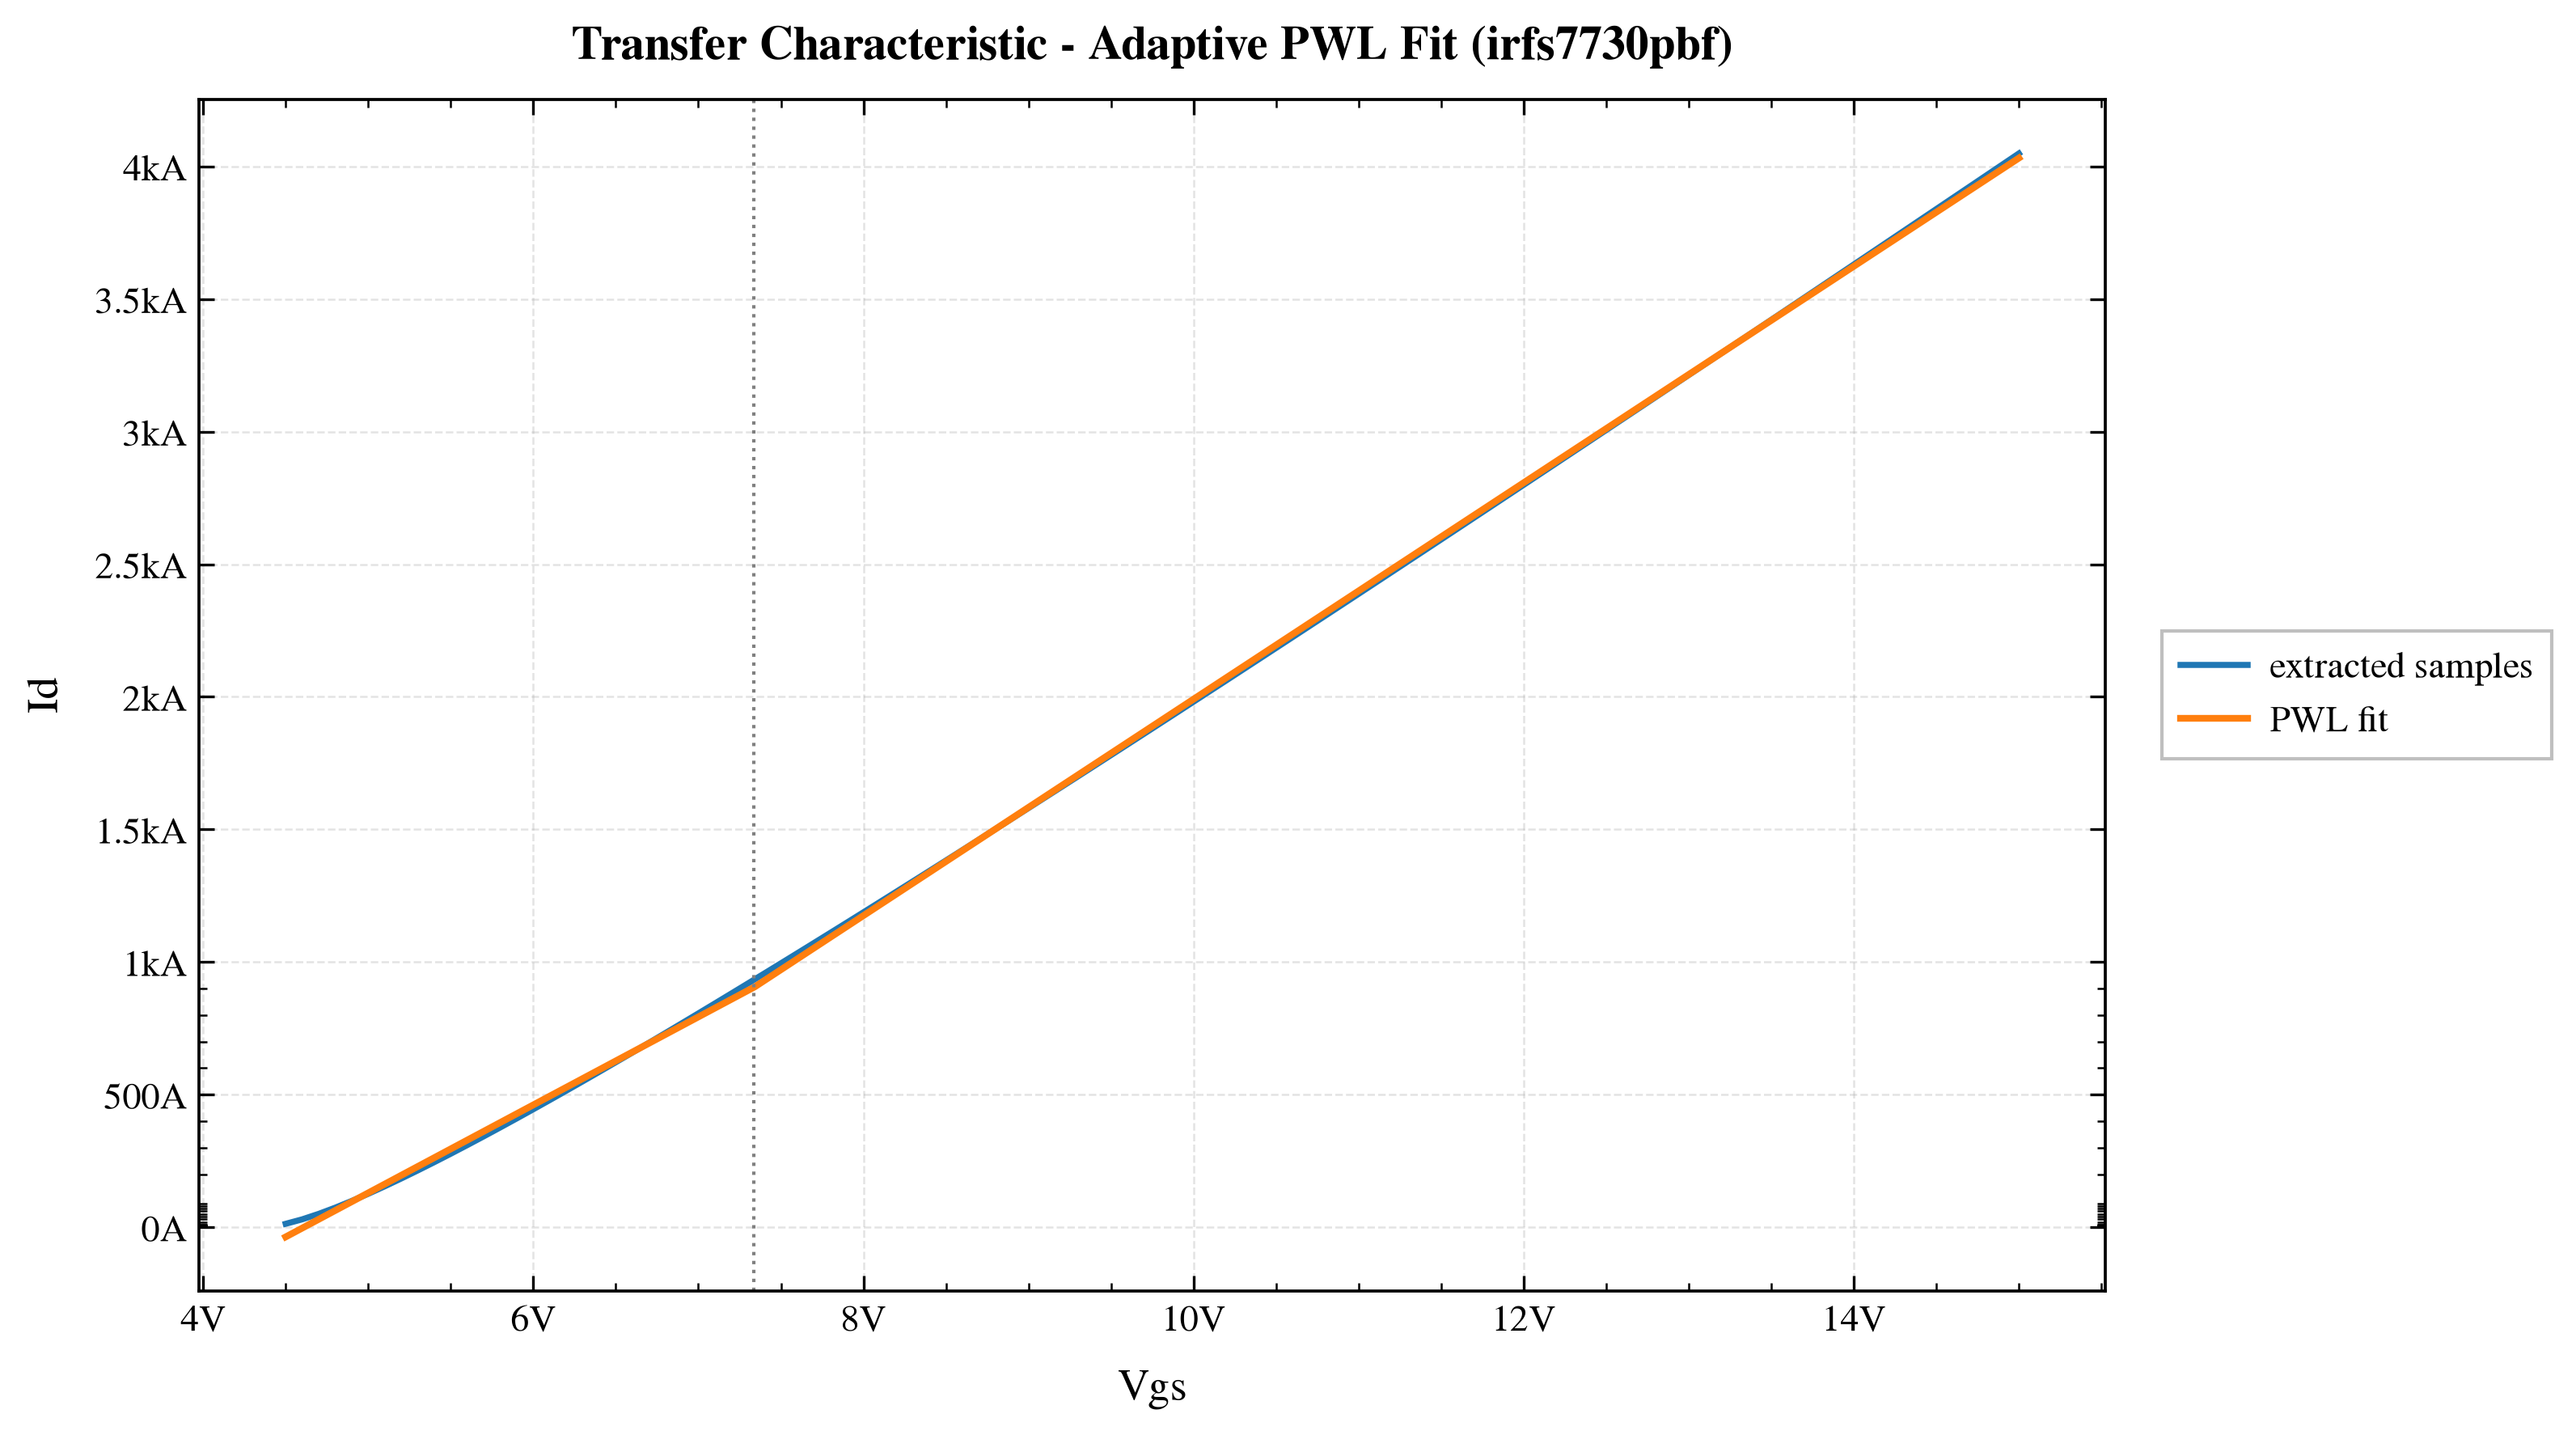 Transfer Characteristic - Adaptive PWL Fit (irfs7730pbf)
4kA
3.5kA
3kA
2.5kA
2kA
1.5kA
1kA
500A
0A
Id
4V 6V 8V 10V 12V 14V
Vgs
extracted samples
PWL fit